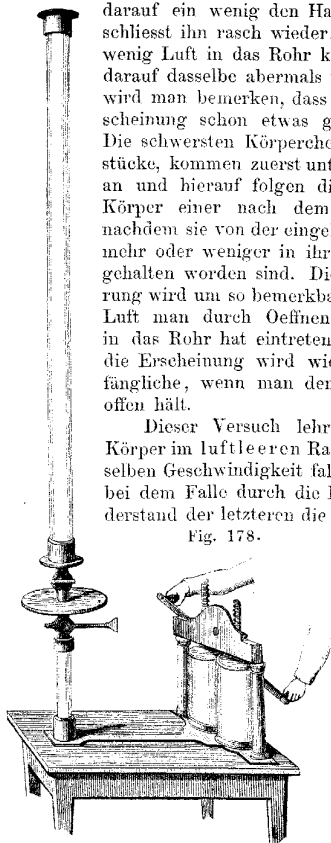 darauf ein wenig den Ha
schliesst ihn rasch wieder
wenig Luft in das Rohr k
darauf dasselbe abermals
wird man bemerken, dass
scheinung schon etwas g
Die schwersten Körperche
stücke, kommen zuerst unt
an und hierauf folgen di
Körper einer nach dem
nachdem sie von der einge
mehr oder weniger in ihr
gehalten worden sind. Di
rung wird um so bemerkba
Luft man durch Oeffnen
in das Rohr hat eintreten
die Erscheinung wird wie
fängliche, wenn man den
offen hält.
Dieser Versuch lehr
Körper im luftleeren Ra
selben Geschwindigkeit fal
bei dem Falle durch die
derstand der letzteren die
Fig. 178.